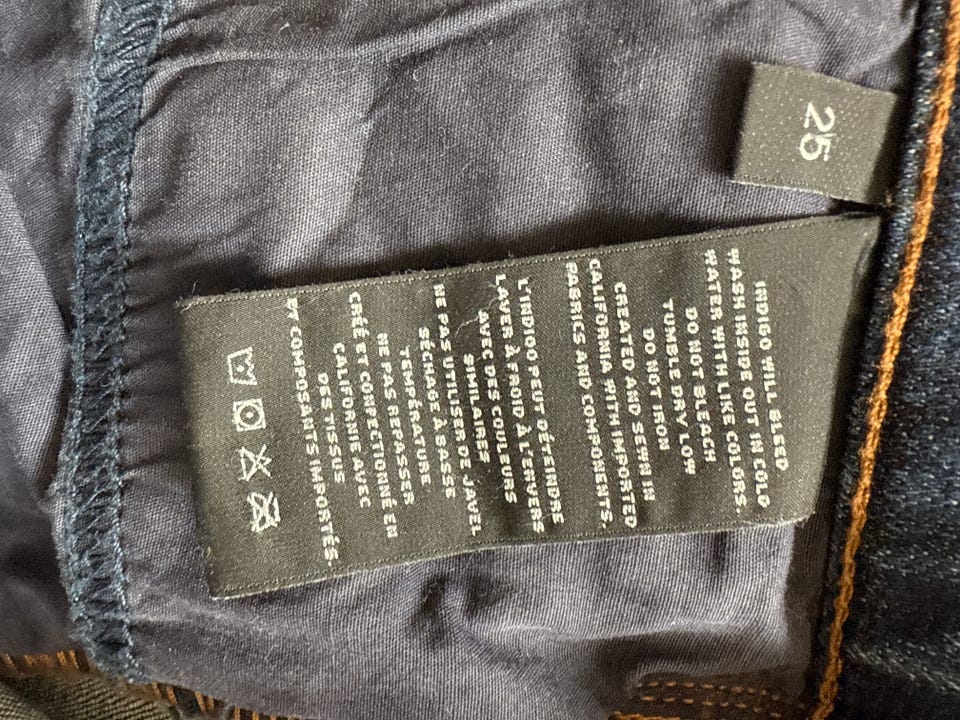 25
INDIGO WILL BLEED
WASH INSIDE OUT IN COLD
WATER WITH LIKE COLORS.
DO NOT BLEACH
TUMBLE DRY LOW
DO NOT IRON
CREATED AND SEWN IN
CALIFORNIA WITH IMPORTED
FABRICS AND COMPONENTS.
L'INDIGO PEUT DÉTEINDRE
LAVER À FROID À L'ENVERS
AVEC DES COULEURS
SIMILAIRES
NE PAS UTILISER DE JAVEL
SÉCHAGE À BASSE
TEMPÉRATURE
NE PAS REPASSER
CRÉÉ ET CONFECTIONNÉ EN
CALIFORNIE AVEC
DES TISSUS
ET COMPOSANTS IMPORTÉS.